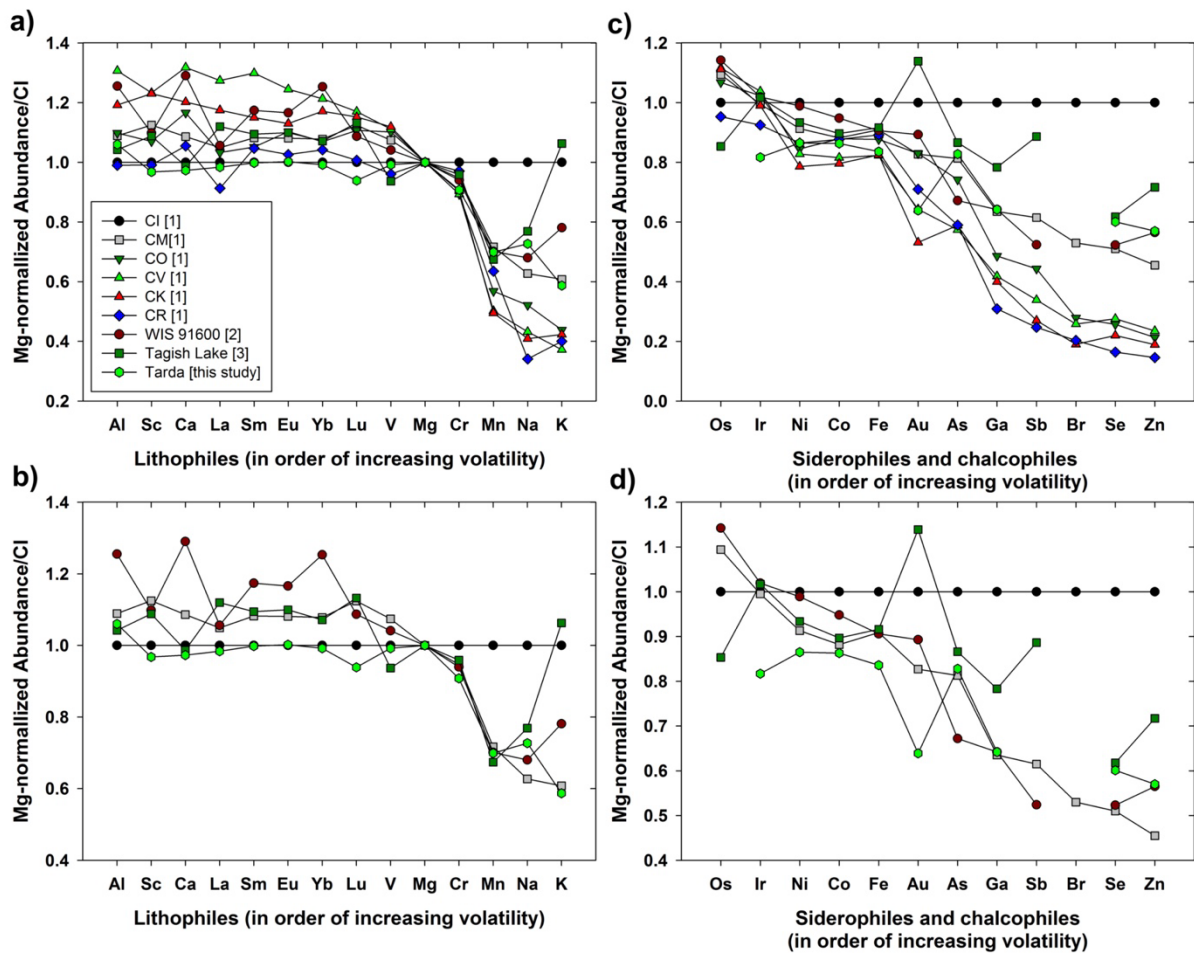 a)
Mg-normalized Abundance/CI
1.4
1.2
1.0
0.8
0.6
0.4
0.2
CI [1]
CM[1]
CO [1]
CV [1]
CK [1]
CR [1]
WIS 91600 [2]
Tagish Lake [3]
Tarda [this study]
Al Sc Ca La Sm Eu Yb Lu V Mg Cr Mn Na K
Lithophiles (in order of increasing volatility)
c)
Mg-normalized Abundance/CI
1.2
1.0
0.8
0.6
0.4
0.2
0.0
Os Ir Ni Co Fe Au As Ga Sb Br Se Zn
Siderophiles and chalcophiles
(in order of increasing volatility)
b)
Mg-normallized Abundance/CI
1.4
1.2
1.0
0.8
0.6
0.4
Al Sc Ca La Sm Eu Yb Lu V Mg Cr Mn Na K
Lithophiles (in order of increasing volatility)
d)
Mg-normallized Abundance/CI
1.2
1.1
1.0
0.9
0.8
0.7
0.6
0.5
0.4
Os Ir Ni Co Fe Au As Ga Sb Br Se Zn
Siderophiles and chalcophiles
(in order of increasing volatility)